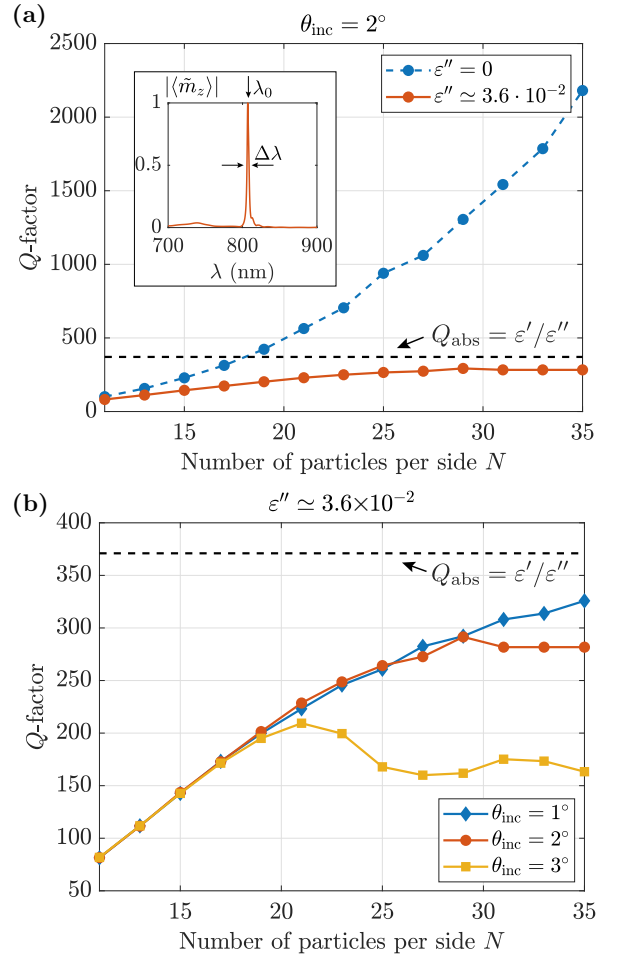 (a)
θinc = 2°
2500
2000
1500
1000
500
0
Q-factor
15 20 25 30 35
Number of particles per side N
ε″ = 0
ε″ ≃ 3.6 · 10⁻²
Qabs = ε′/ε″
|⟨m̃z⟩|
λ0
1
0.5
0
Δλ
700 800 900
λ (nm)
(b)
ε″ ≃ 3.6×10⁻²
400
350
300
250
200
150
100
50
Q-factor
15 20 25 30 35
Number of particles per side N
Qabs = ε′/ε″
θinc = 1°
θinc = 2°
θinc = 3°